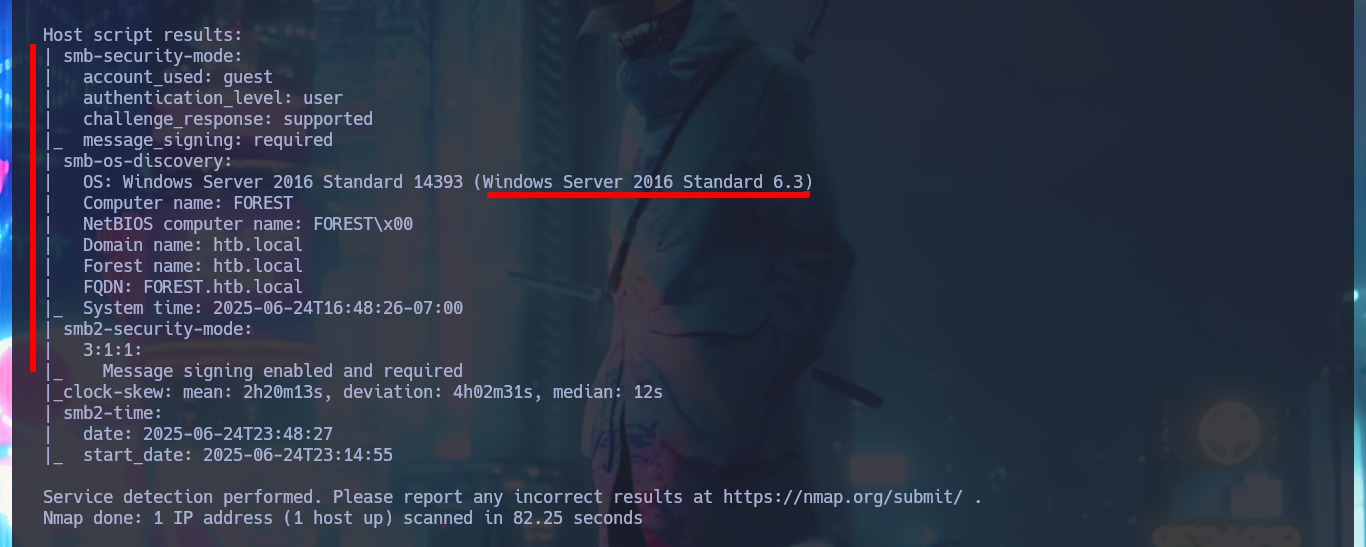 Host script results:
| smb-security-mode:
|   account_used: guest
|   authentication_level: user
|   challenge_response: supported
|_  message_signing: required
| smb-os-discovery:
|   OS: Windows Server 2016 Standard 14393 (Windows Server 2016 Standard 6.3)
|   Computer name: FOREST
|   NetBIOS computer name: FOREST\x00
|   Domain name: htb.local
|   Forest name: htb.local
|   FQDN: FOREST.htb.local
|_  System time: 2025-06-24T16:48:26-07:00
| smb2-security-mode:
|   3:1:1:
|_    Message signing enabled and required
|_clock-skew: mean: 2h20m13s, deviation: 4h02m31s, median: 12s
| smb2-time:
|   date: 2025-06-24T23:48:27
|_  start_date: 2025-06-24T23:14:55
Service detection performed. Please report any incorrect results at https://nmap.org/submit/ .
Nmap done: 1 IP address (1 host up) scanned in 82.25 seconds